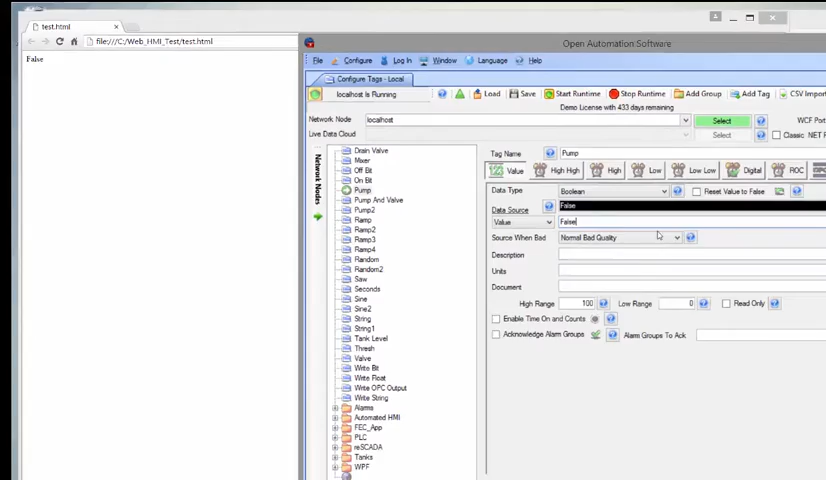 test.html
file:///C:/Web_HMI_Test/test.html
False
Open Automation Software
File Configure Log In Window Language Help
Configure Tags - Local
localhost Is Running Load Save Start Runtime Stop Runtime Add Group Add Tag CSV Import
Demo License with 433 days remaining
Network Node localhost Select WCF Port
Live Data Cloud Select Classic .NET F
Network Nodes
Drain Valve
Mixer
Off Bit
On Bit
Pump
Pump And Valve
Pump2
Ramp
Ramp2
Ramp3
Ramp4
Random
Random2
Saw
Seconds
Sine
Sine2
String
String1
Tank Level
Thresh
Valve
Write Bit
Write Float
Write OPC Output
Write String
Alarms
Automated HMI
FEC_App
PLC
reSCADA
Tanks
WPF
Tag Name Pump
123 Value High High High Low Low Low Digital ROC OPC
Data Type Boolean Reset Value to False
Data Source False
Value False
Source When Bad Normal Bad Quality
Description
Units
Document
High Range 100 Low Range 0 Read Only
Enable Time On and Counts
Acknowledge Alarm Groups Alarm Groups To Ack